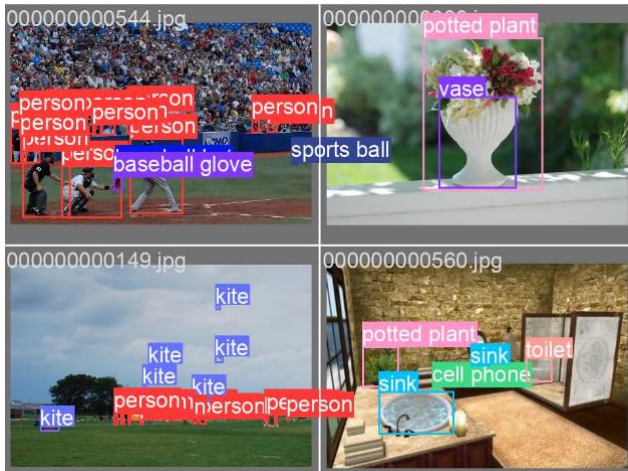 000000000544.jpg
person
person
person
person
person
person
person
baseball glove
sports ball
potted plant
vase
000000000149.jpg
kite
kite
kite
kite
kite
kite
person
person
person
000000000560.jpg
potted plant
sink
toilet
cell phone
sink